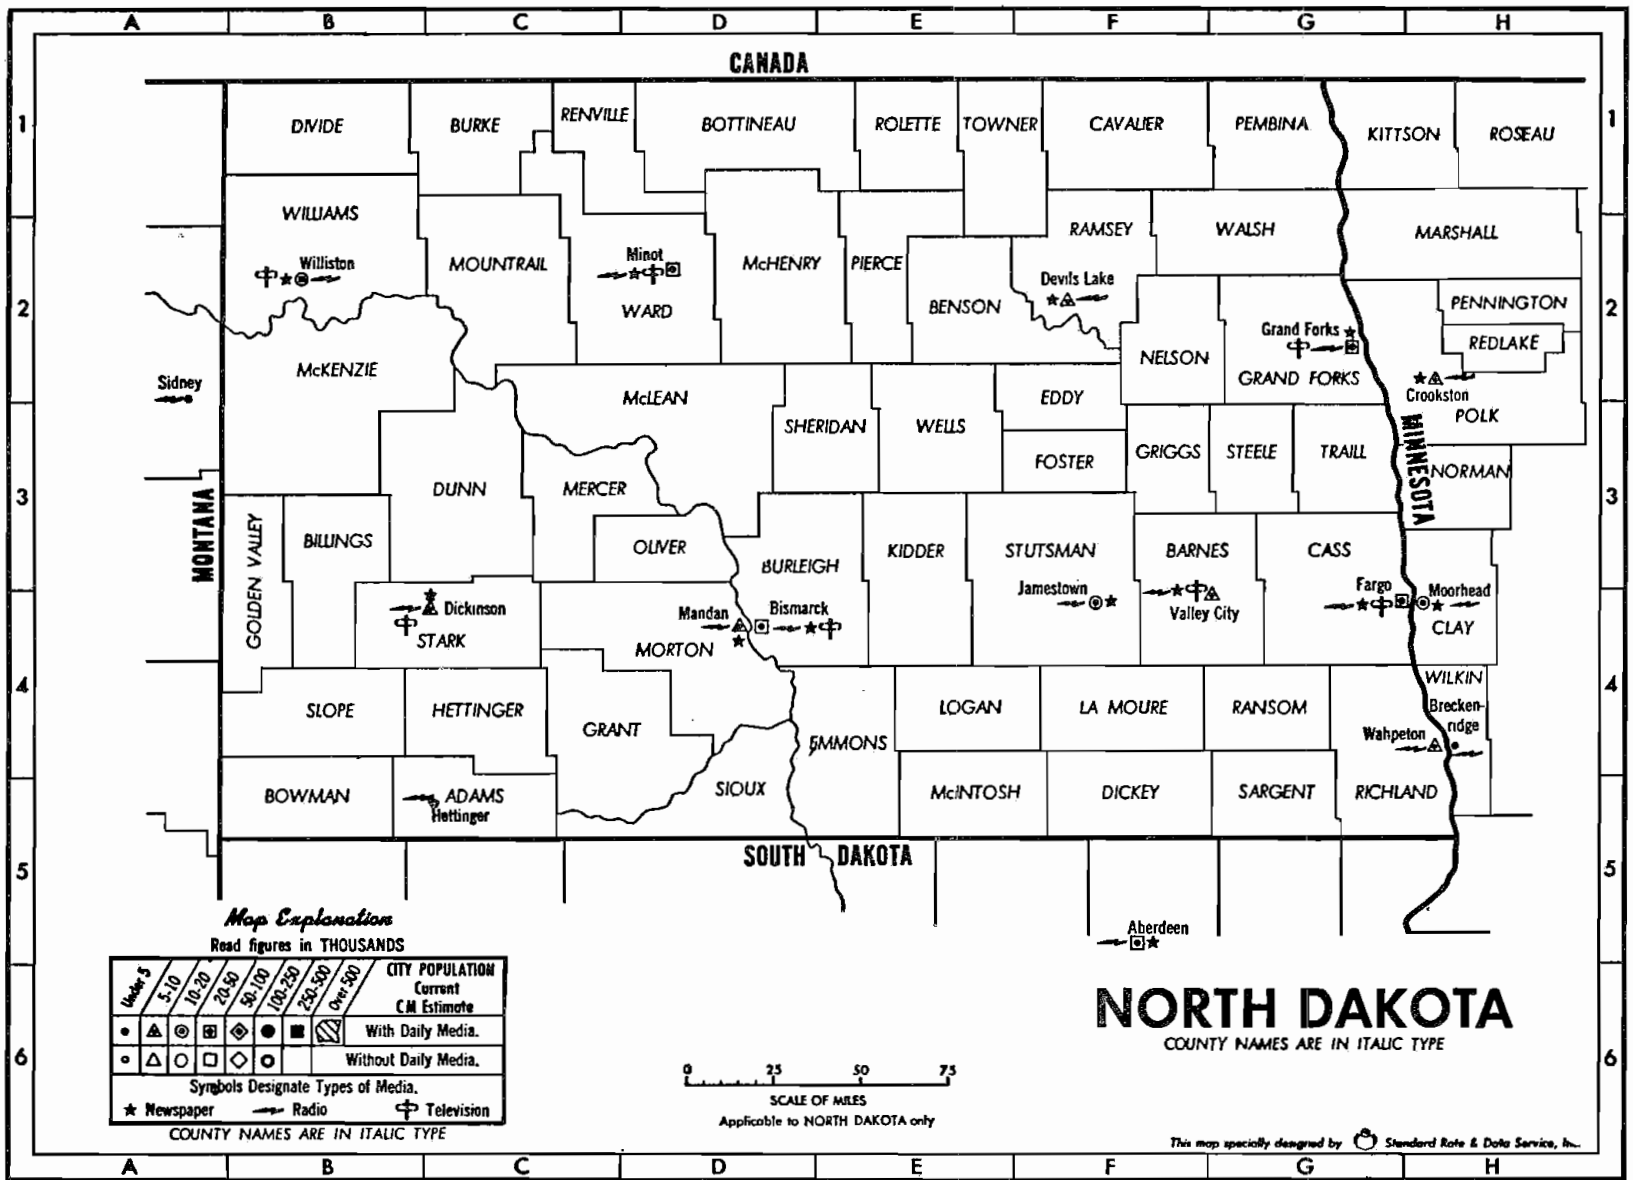 A B C D E F G H
CANADA
1 1
DIVIDE BURKE RENVILLE BOTTINEAU ROLETTE TOWNER CAVALIER PEMBINA KITTSON ROSEAU
WILLIAMS RAMSEY WALSH MARSHALL
Williston MOUNTRAIL Minot McHENRY PIERCE
Devils Lake
2 2
WARD BENSON PENNINGTON
Grand Forks REDLAKE
McKENZIE NELSON
Sidney GRAND FORKS Crookston
McLEAN EDDY POLK
SHERIDAN WELLS
GRIGGS STEELE TRAILL MINNESOTA
FOSTER NORMAN
DUNN MERCER
3 3
MONTANA
GOLDEN VALLEY BILLINGS OLIVER BURLEIGH KIDDER STUTSMAN BARNES CASS
Jamestown Fargo Moorhead
Dickinson Mandan Bismarck Valley City
STARK MORTON CLAY
4 4
WILKIN
SLOPE HETTINGER GRANT LOGAN LA MOURE RANSOM Brecken-
ridge
Wahpeton
EMMONS
BOWMAN ADAMS SIOUX McINTOSH DICKEY SARGENT RICHLAND
Hettinger
SOUTH DAKOTA
5 5
Aberdeen
Map Explanation
Read figures in THOUSANDS
Under 5 5-10 10-20 20-50 50-100 100-250 250-500 Over 500
CITY POPULATION
Current
CM Estimate
With Daily Media.
Without Daily Media.
Symbols Designate Types of Media.
Newspaper Radio Television
COUNTY NAMES ARE IN ITALIC TYPE
NORTH DAKOTA
COUNTY NAMES ARE IN ITALIC TYPE
6 6
0 25 50 75
SCALE OF MILES
Applicable to NORTH DAKOTA only
This map specially designed by Standard Rate & Data Service, Inc.
A B C D E F G H